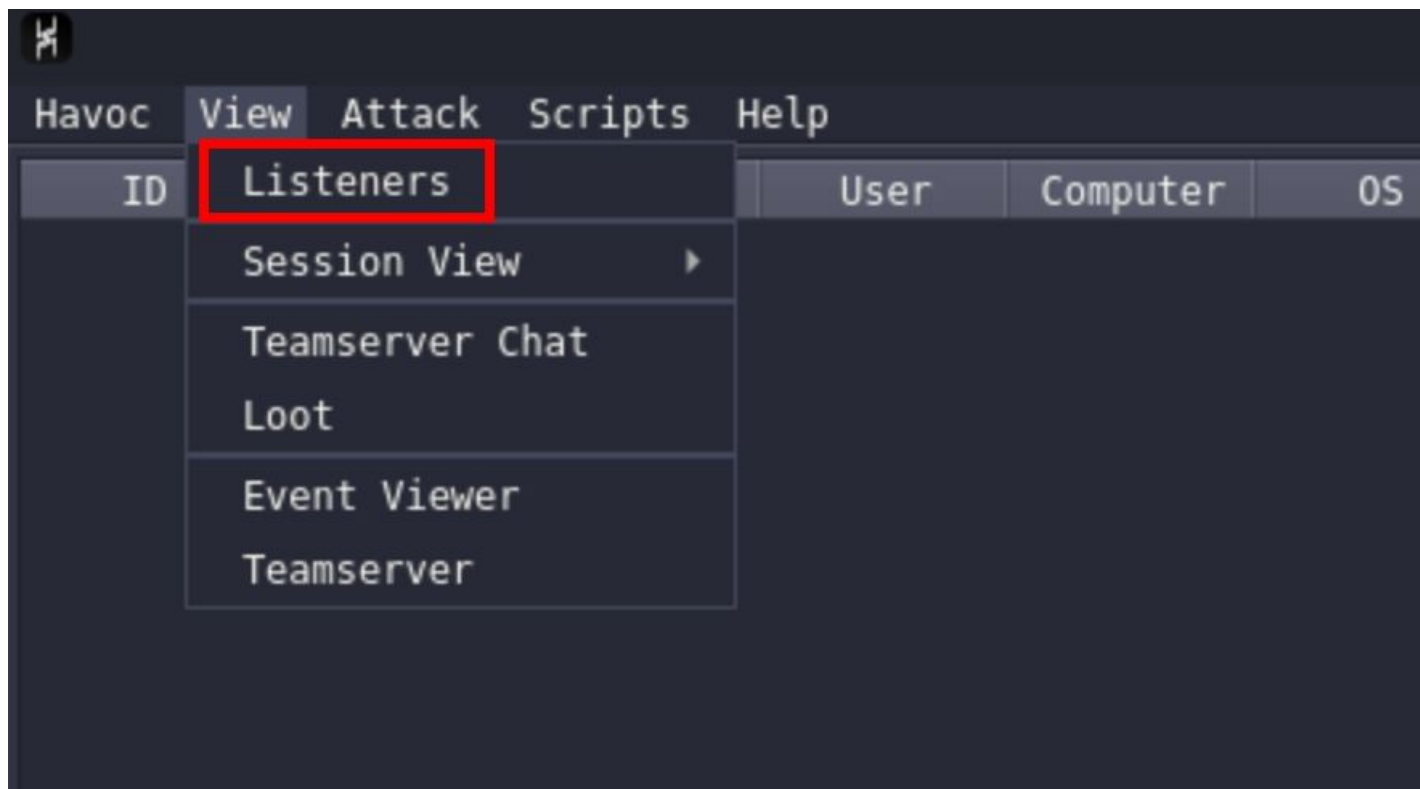 Havoc View Attack Scripts Help
ID User Computer OS
Listeners
Session View
Teamserver Chat
Loot
Event Viewer
Teamserver